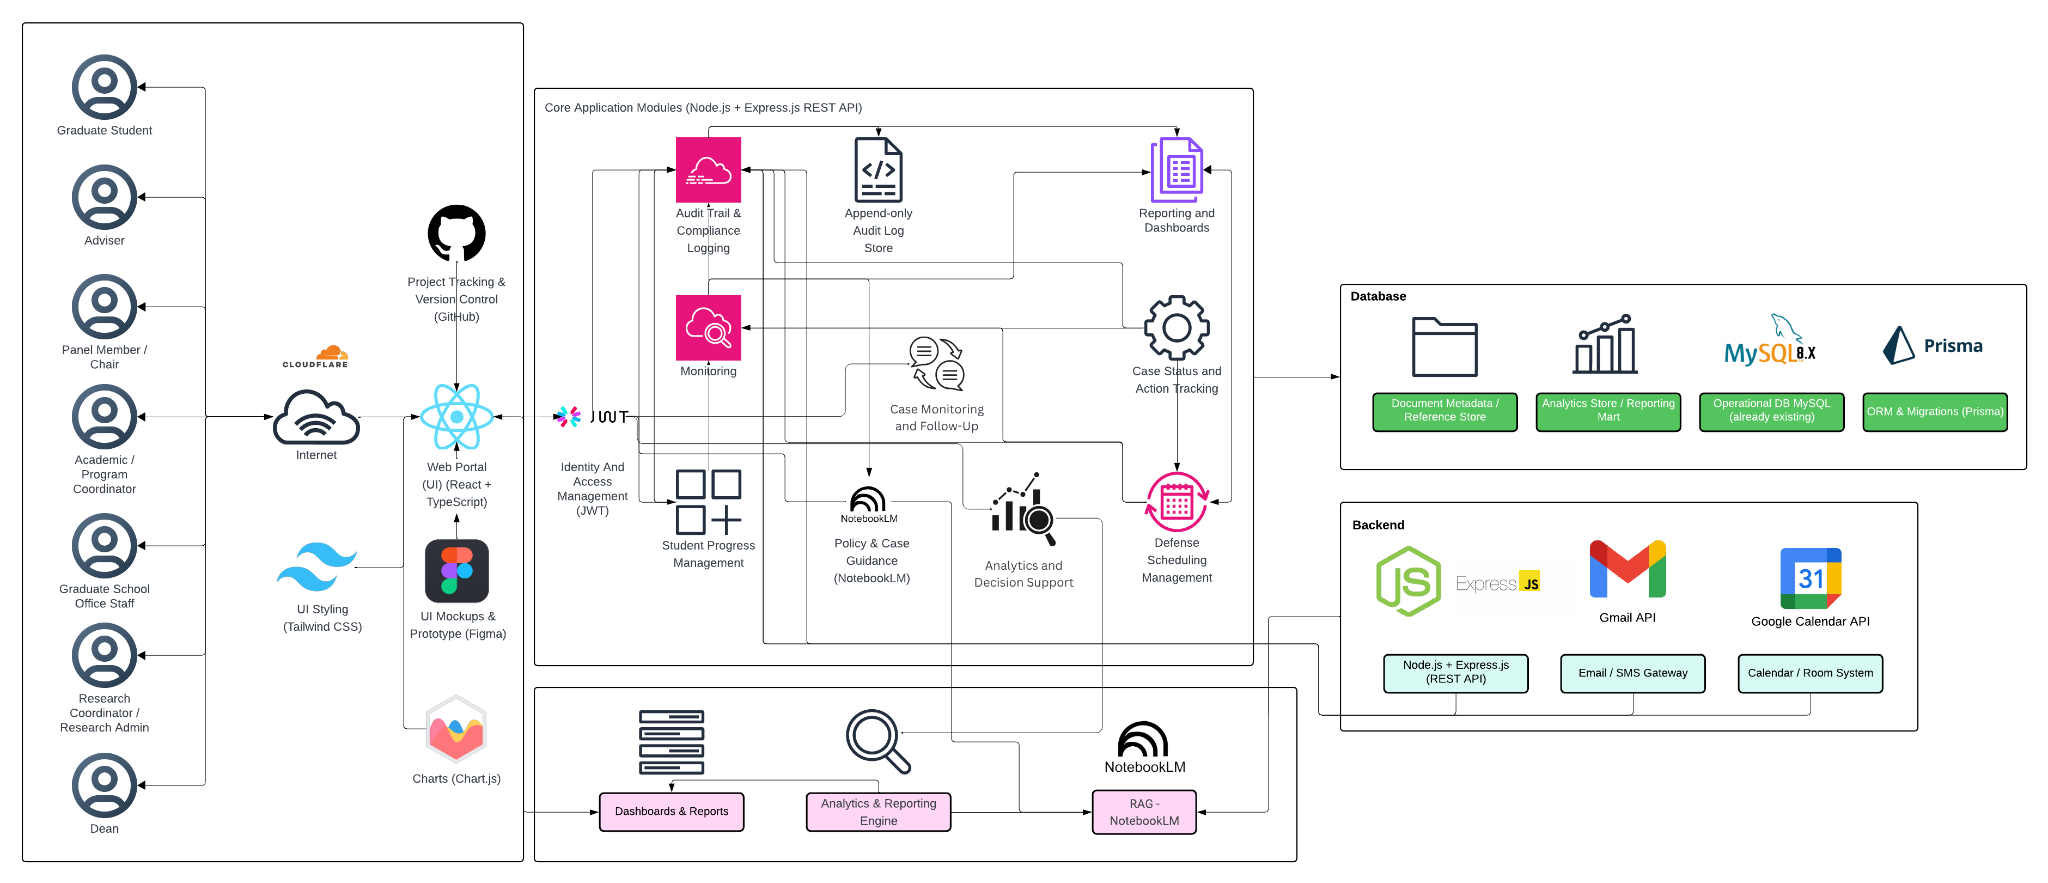 Graduate Student
Adviser
Panel Member /
Chair
Academic /
Program
Coordinator
Graduate School
Office Staff
Research
Coordinator /
Research Admin
Dean
CLOUDFLARE
Internet
Project Tracking &
Version Control
(GitHub)
Web Portal
(UI) (React +
TypeScript)
UI Styling
(Tailwind CSS)
UI Mockups &
Prototype (Figma)
Charts (Chart.js)
Core Application Modules (Node.js + Express.js REST API)
JWT
Identity And
Access
Management
(JWT)
Audit Trail &
Compliance
Logging
Append-only
Audit Log
Store
Reporting and
Dashboards
Monitoring
Case Monitoring
and Follow-Up
Case Status and
Action Tracking
Student Progress
Management
NotebookLM
Policy & Case
Guidance
(NotebookLM)
Analytics and
Decision Support
Defense
Scheduling
Management
Dashboards & Reports
Analytics & Reporting
Engine
NotebookLM
RAG -
NotebookLM
Database
MySQL 8.X
Prisma
Document Metadata /
Reference Store
Analytics Store / Reporting
Mart
Operational DB MySQL
(already existing)
ORM & Migrations (Prisma)
Backend
JS
Express JS
Gmail API
31
Google Calendar API
Node.js + Express.js
(REST API)
Email / SMS Gateway
Calendar / Room System